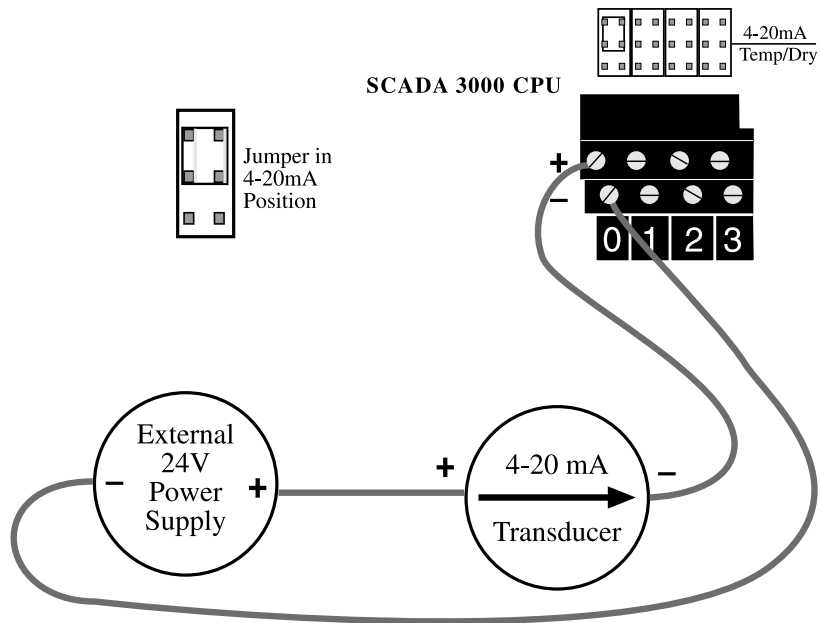 4-20mA
Temp/Dry
SCADA 3000 CPU
Jumper in
4-20mA
Position
+
−
0 1 2 3
External
24V
Power
Supply
− +
+ −
4-20 mA
Transducer